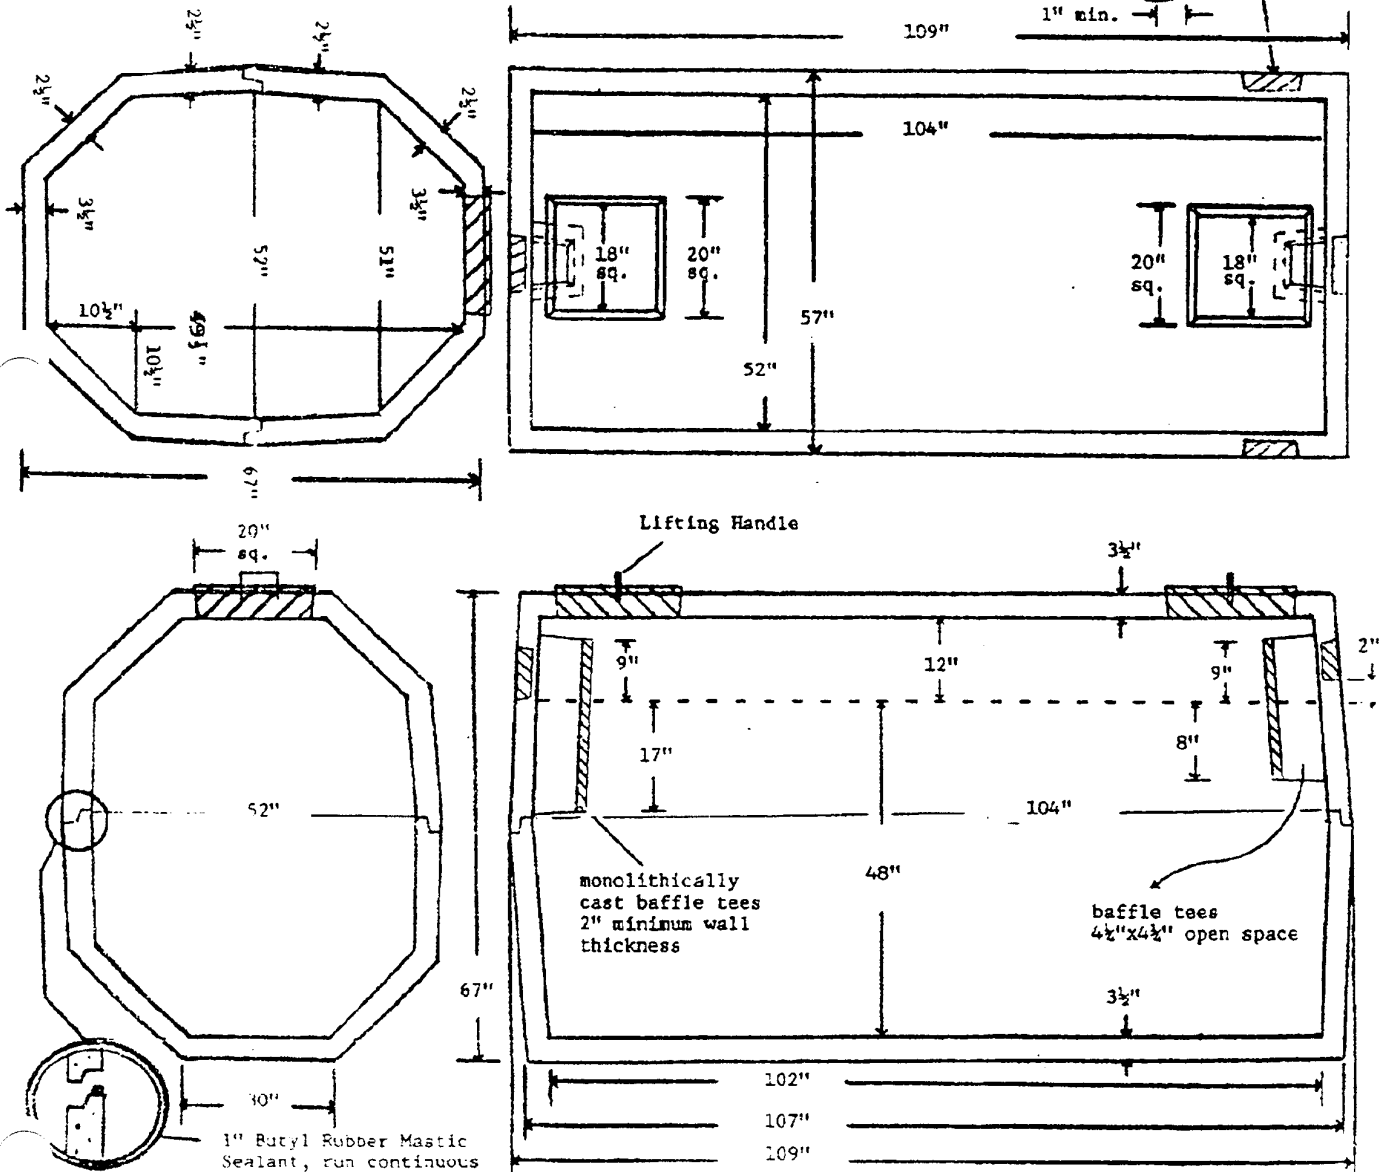 1" min.
109"
2½"
2½"
2½"
2½"
104"
3½"
3½"
52"
51"
18"
sq.
20"
sq.
20"
sq.
18"
sq.
10½"
10½"
57"
52"
67"
Lifting Handle
20"
sq.
3½"
9"
12"
9"
2"
17"
8"
52"
104"
48"
monolithically
cast baffle tees
2" minimum wall
thickness
baffle tees
4½"x4¾" open space
67"
3½"
102"
30"
107"
1" Butyl Rubber Mastic
Sealant, run continuous
109"